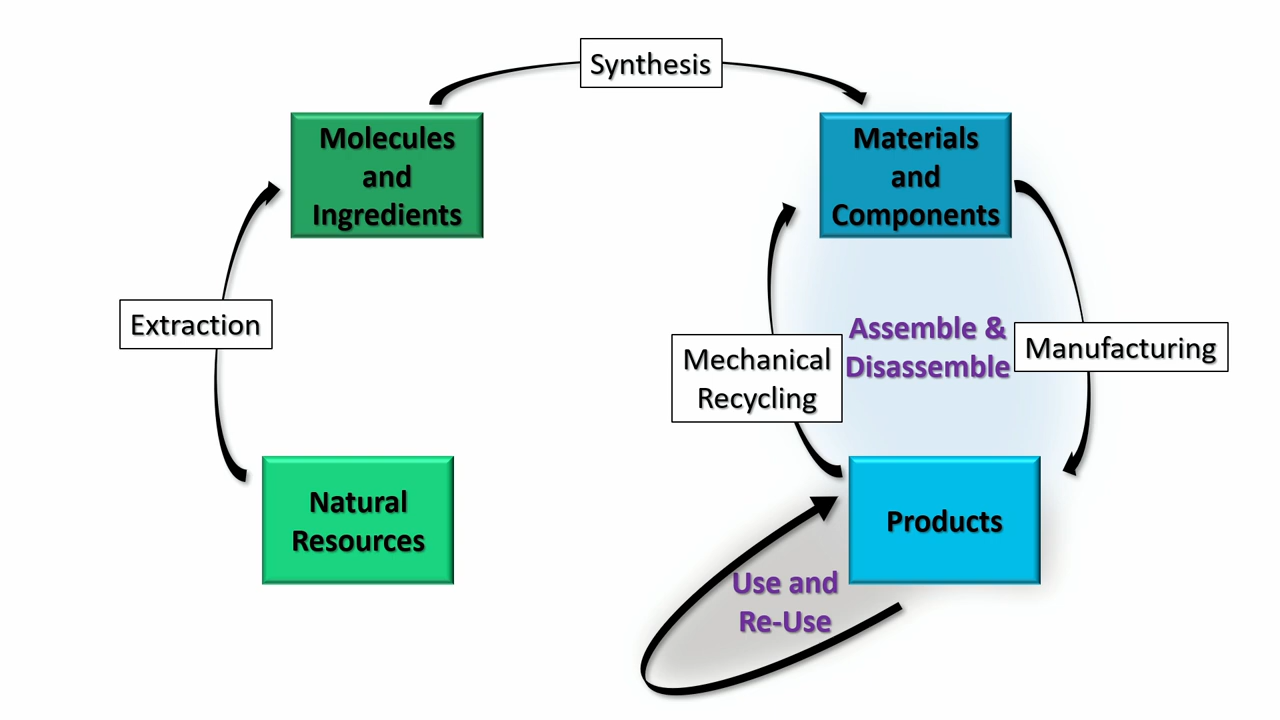 Synthesis
Molecules
and
Ingredients
Materials
and
Components
Extraction
Mechanical
Recycling
Assemble &
Disassemble
Manufacturing
Natural
Resources
Products
Use and
Re-Use